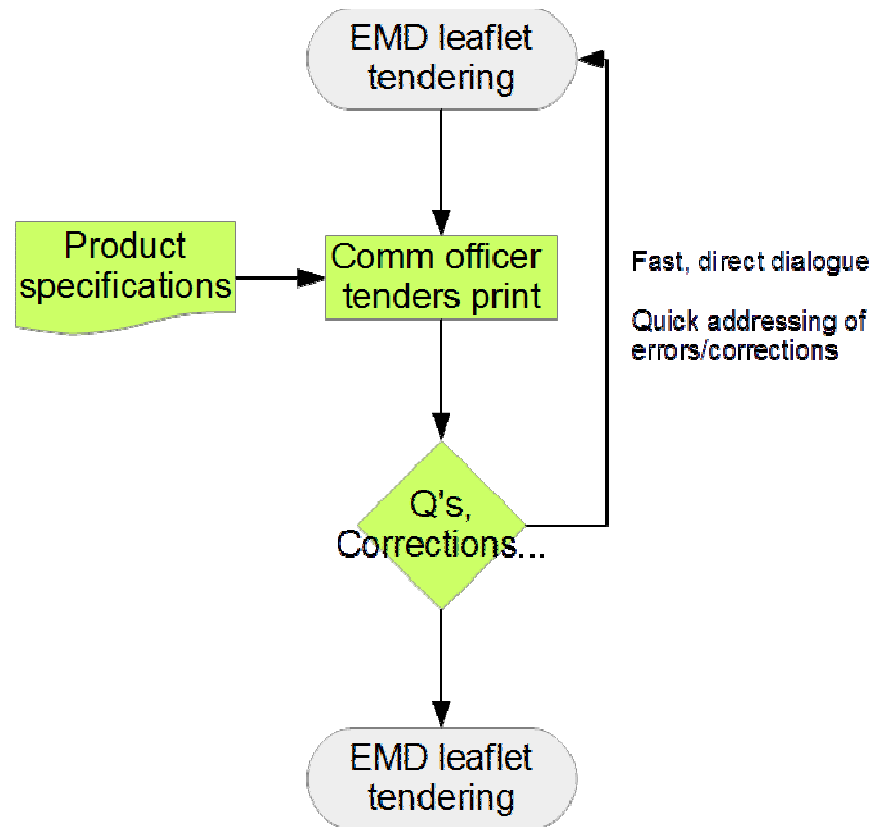 EMD leaflet
tendering
Product
specifications
Comm officer
tenders print
Fast, direct dialogue
Quick addressing of
errors/corrections
Q's,
Corrections...
EMD leaflet
tendering